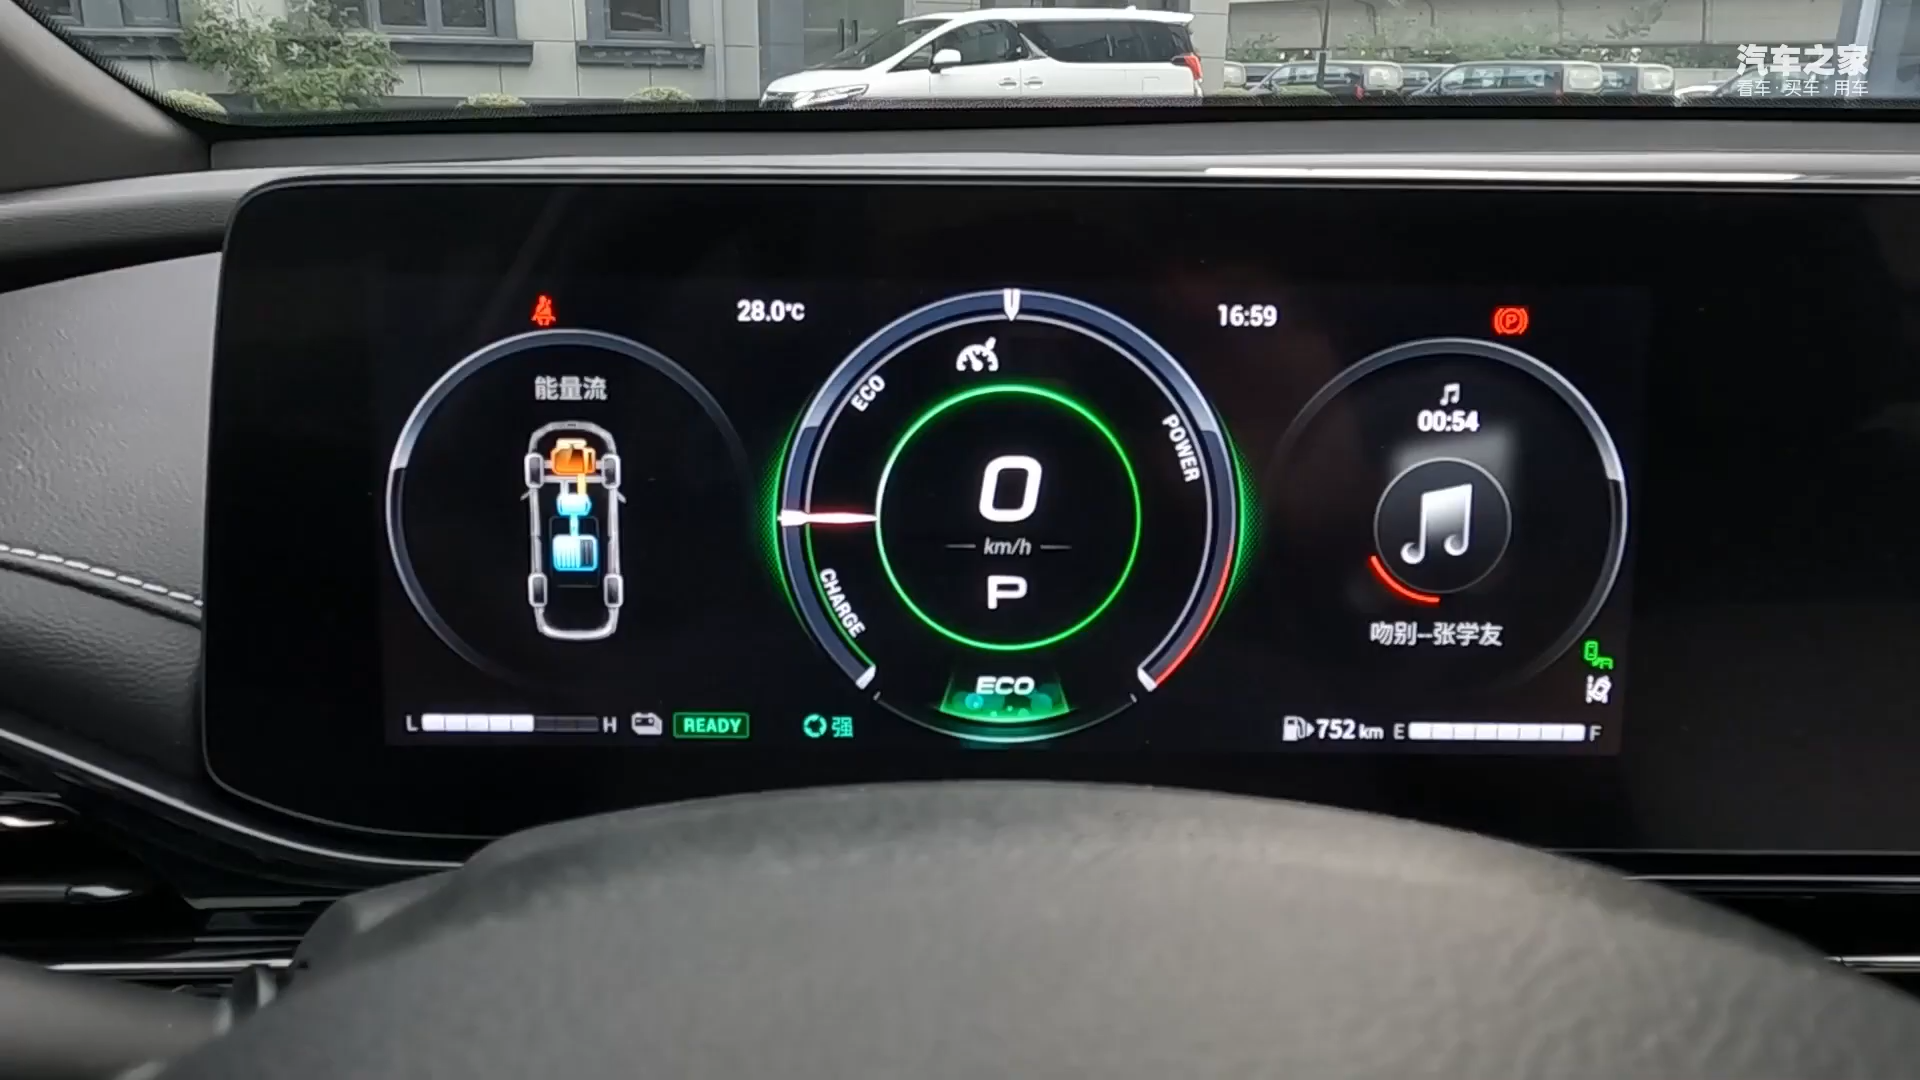 汽车之家
看车·买车·用车
28.0°C
16:59
P
能量流
ECO
POWER
00:54
0
km/h
P
CHARGE
吻别--张学友
ECO
L H READY 强
752 km E F